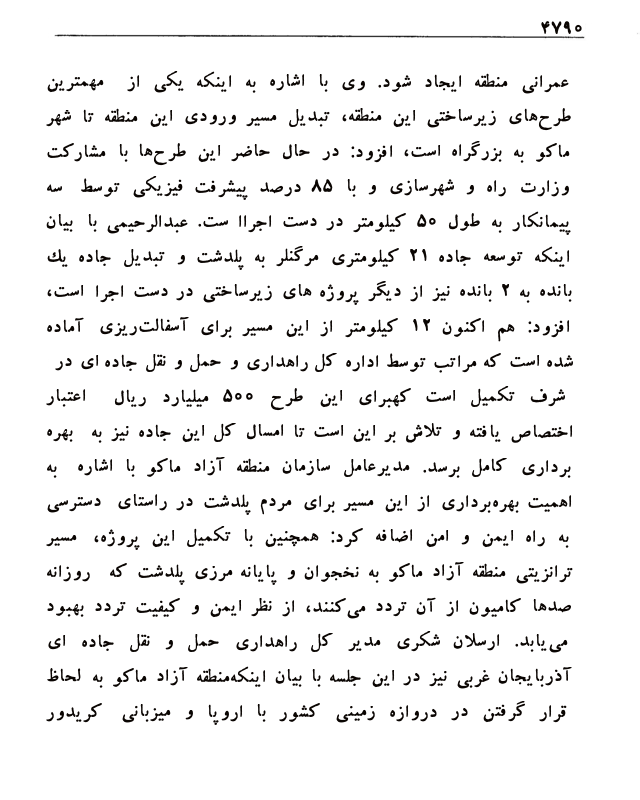 ۴۷۹۰
عمرانی منطقه ایجاد شود. وی با اشاره به اینکه یکی از مهمترین
طرح‌های زیرساختی این منطقه، تبدیل مسیر ورودی این منطقه تا شهر
ماکو به بزرگراه است، افزود: در حال حاضر این طرح‌ها با مشارکت
وزارت راه و شهرسازی و با ۸۵ درصد پیشرفت فیزیکی توسط سه
پیمانکار به طول ۵۰ کیلومتر در دست اجراا ست. عبدالرحیمی با بیان
اینکه توسعه جاده ۲۱ کیلومتری مرگنلر به پلدشت و تبدیل جاده یك
بانده به ۲ بانده نیز از دیگر پروژه های زیرساختی در دست اجرا است،
افزود: هم اکنون ۱۲ کیلومتر از این مسیر برای آسفالت‌ریزی آماده
شده است که مراتب توسط اداره کل راهداری و حمل و نقل جاده ای در
شرف تکمیل است کهبرای این طرح ۵۰۰ میلیارد ریال اعتبار
اختصاص یافته و تلاش بر این است تا امسال کل این جاده نیز به بهره
برداری کامل برسد. مدیرعامل سازمان منطقه آزاد ماکو با اشاره به
اهمیت بهره‌برداری از این مسیر برای مردم پلدشت در راستای دسترسی
به راه ایمن و امن اضافه کرد: همچنین با تکمیل این پروژه، مسیر
ترانزیتی منطقه آزاد ماکو به نخجوان و پایانه مرزی پلدشت که روزانه
صدها کامیون از آن تردد می‌کنند، از نظر ایمن و کیفیت تردد بهبود
می‌یابد. ارسلان شکری مدیر کل راهداری حمل و نقل جاده ای
آذربایجان غربی نیز در این جلسه با بیان اینکه‌منطقه آزاد ماکو به لحاظ
قرار گرفتن در دروازه زمینی کشور با اروپا و میزبانی کریدور